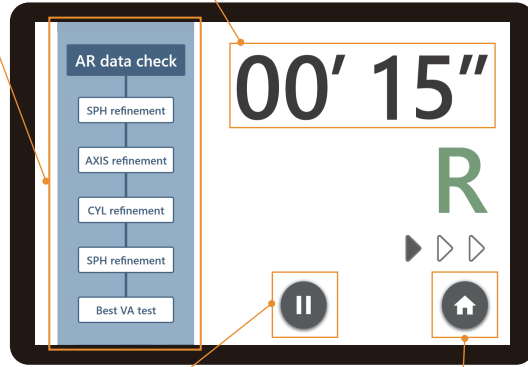 AR data check
SPH refinement
AXIS refinement
CYL refinement
SPH refinement
Best VA test
00′ 15″
R